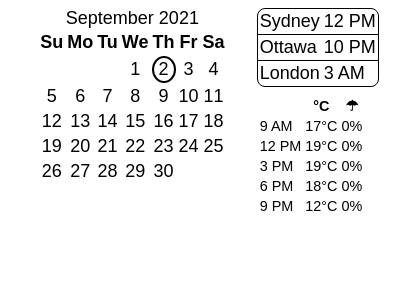 September 2021
Su Mo Tu We Th Fr Sa
1 2 3 4
5 6 7 8 9 10 11
12 13 14 15 16 17 18
19 20 21 22 23 24 25
26 27 28 29 30
Sydney 12 PM
Ottawa 10 PM
London 3 AM
°C ☂
9 AM 17°C 0%
12 PM 19°C 0%
3 PM 19°C 0%
6 PM 18°C 0%
9 PM 12°C 0%